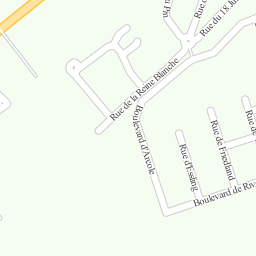 Rue du 18 Ju
Rue de la Reine Blanche
Boulevard d'Arcole
Rue d'Essling
Rue de Friedland
Boulevard de Riv